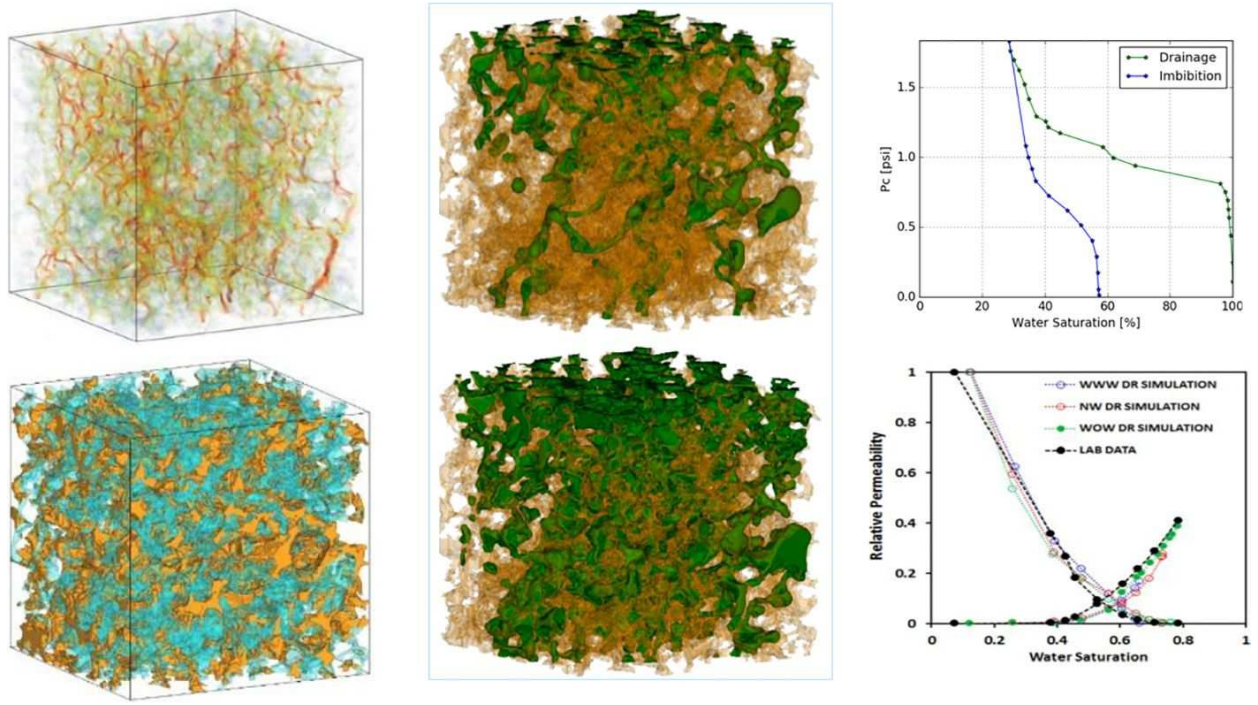 Drainage
Imbibition
1.5
1.0
0.5
0.0
Pc [psi]
0 20 40 60 80 100
Water Saturation [%]
WWW DR SIMULATION
NW DR SIMULATION
WOW DR SIMULATION
LAB DATA
1
0.8
0.6
0.4
0.2
0
Relative Permeability
0 0.2 0.4 0.6 0.8 1
Water Saturation